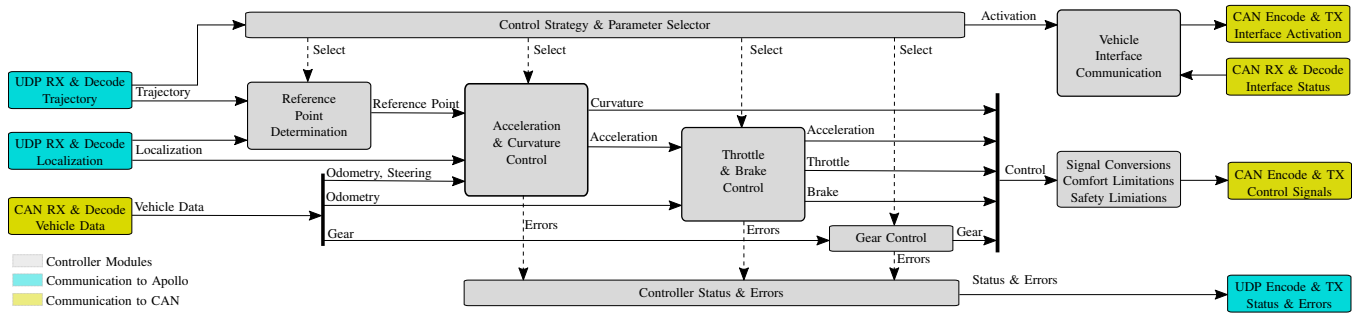 Control Strategy & Parameter Selector
Activation
CAN Encode & TX
Interface Activation
Vehicle
Interface
Communication
CAN RX & Decode
Interface Status
Select
Select
Select
Select
UDP RX & Decode
Trajectory
Trajectory
Reference
Point
Determination
Reference Point
UDP RX & Decode
Localization
Localization
Acceleration
& Curvature
Control
Curvature
Acceleration
Throttle
& Brake
Control
Acceleration
Throttle
Brake
Control
Signal Conversions
Comfort Limitations
Safety Limiations
CAN Encode & TX
Control Signals
CAN RX & Decode
Vehicle Data
Vehicle Data
Odometry, Steering
Odometry
Gear
Gear Control
Gear
Errors
Errors
Errors
Controller Status & Errors
Status & Errors
UDP Encode & TX
Status & Errors
Controller Modules
Communication to Apollo
Communication to CAN